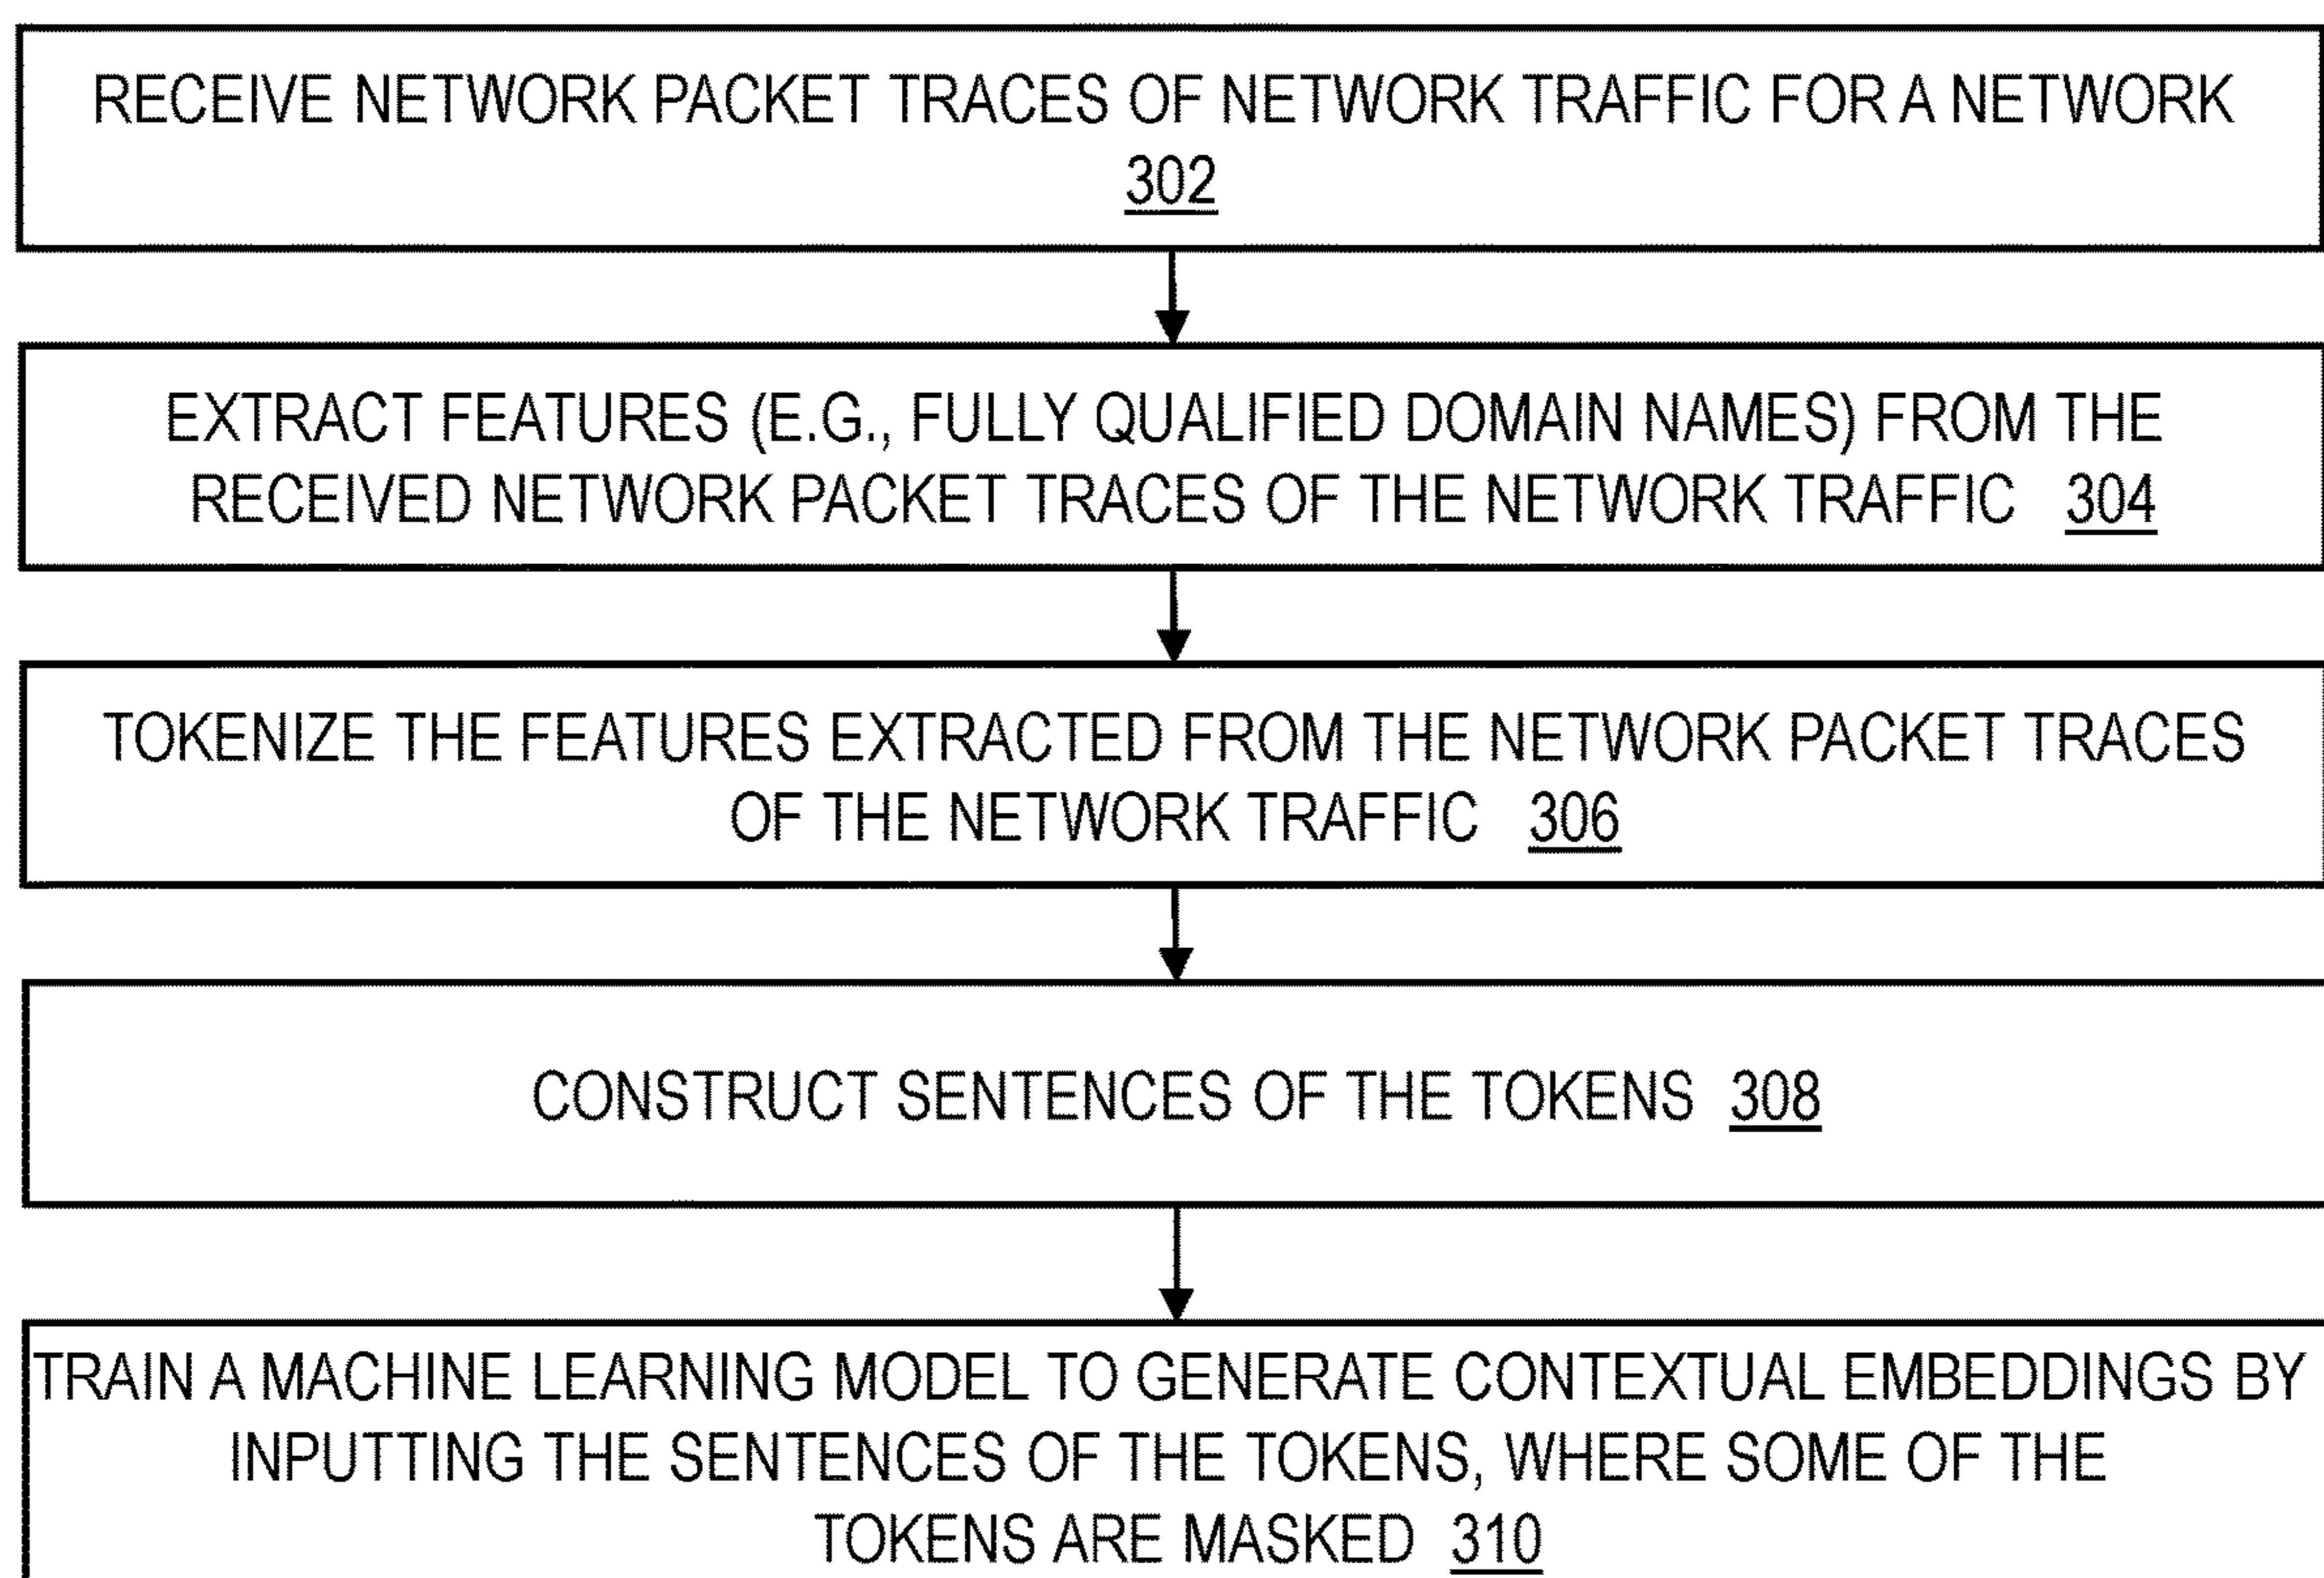 RECEIVE NETWORK PACKET TRACES OF NETWORK TRAFFIC FOR A NETWORK
302
EXTRACT FEATURES (E.G., FULLY QUALIFIED DOMAIN NAMES) FROM THE
RECEIVED NETWORK PACKET TRACES OF THE NETWORK TRAFFIC 304
TOKENIZE THE FEATURES EXTRACTED FROM THE NETWORK PACKET TRACES
OF THE NETWORK TRAFFIC 306
CONSTRUCT SENTENCES OF THE TOKENS 308
TRAIN A MACHINE LEARNING MODEL TO GENERATE CONTEXTUAL EMBEDDINGS BY
INPUTTING THE SENTENCES OF THE TOKENS, WHERE SOME OF THE
TOKENS ARE MASKED 310